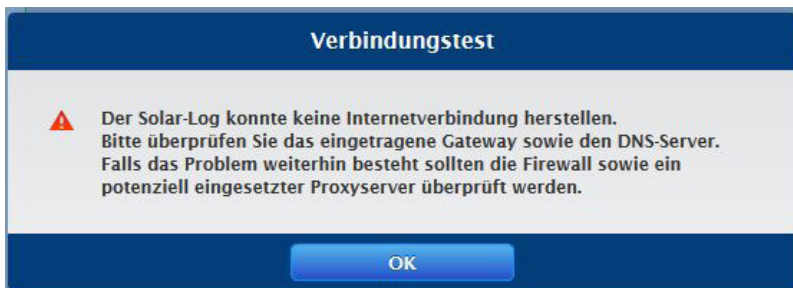 Verbindungstest
Der Solar-Log konnte keine Internetverbindung herstellen.
Bitte überprüfen Sie das eingetragene Gateway sowie den DNS-Server.
Falls das Problem weiterhin besteht sollten die Firewall sowie ein
potenziell eingesetzter Proxyserver überprüft werden.
OK